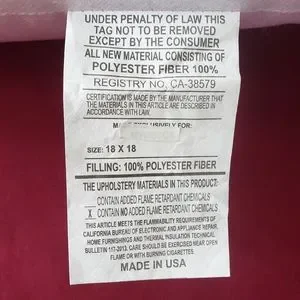 UNDER PENALTY OF LAW THIS
TAG NOT TO BE REMOVED
EXCEPT BY THE CONSUMER
ALL NEW MATERIAL CONSISTING OF
POLYESTER FIBER 100%
REGISTRY NO. CA-38579
CERTIFICATION IS MADE BY THE MANUFACTURER THAT
THE MATERIALS IN THIS ARTICLE ARE DESCRIBED IN
ACCORDANCE WITH LAW.
MADE EXCLUSIVELY FOR:
SIZE: 18 X 18
FILLING: 100% POLYESTER FIBER
THE UPHOLSTERY MATERIALS IN THIS PRODUCT:
CONTAIN ADDED FLAME RETARDANT CHEMICALS
X CONTAIN NO ADDED FLAME RETARDANT CHEMICALS
THIS ARTICLE MEETS THE FLAMMABILITY REQUIREMENTS OF
CALIFORNIA BUREAU OF ELECTRONIC AND APPLIANCE REPAIR,
HOME FURNISHINGS AND THERMAL INSULATION TECHNICAL
BULLETIN 117-2013. CARE SHOULD BE EXERCISED NEAR OPEN
FLAME OR WITH BURNING CIGARETTES.
MADE IN USA